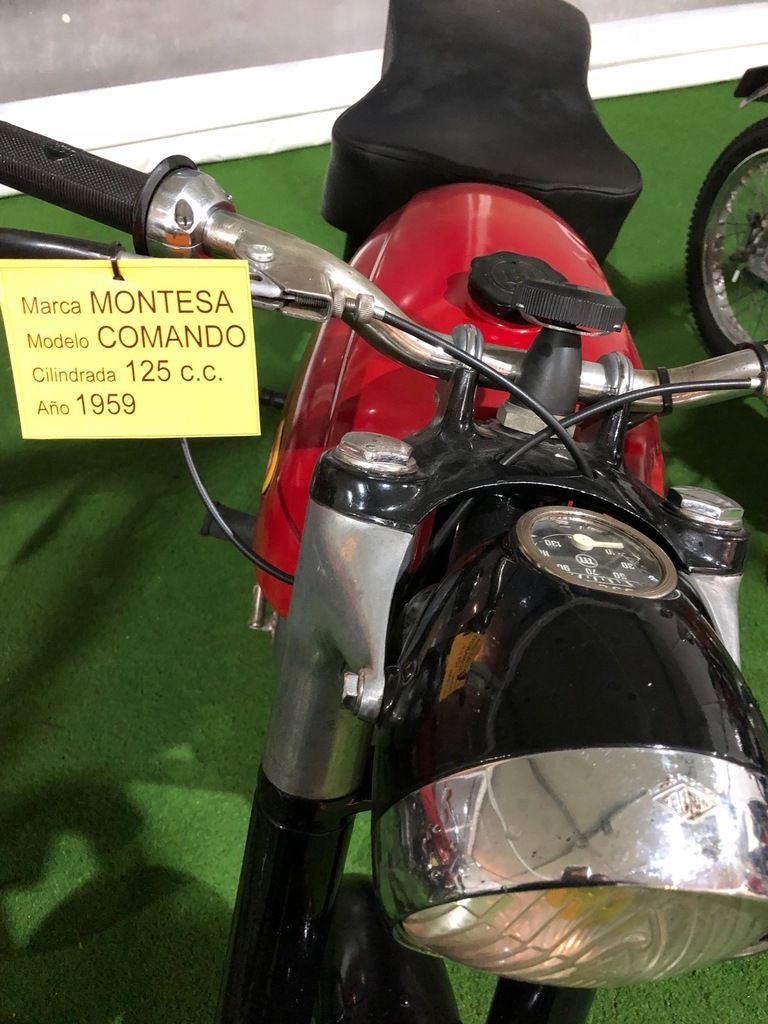 Marca MONTESA
Modelo COMANDO
Cilindrada 125 c.c.
Año 1959